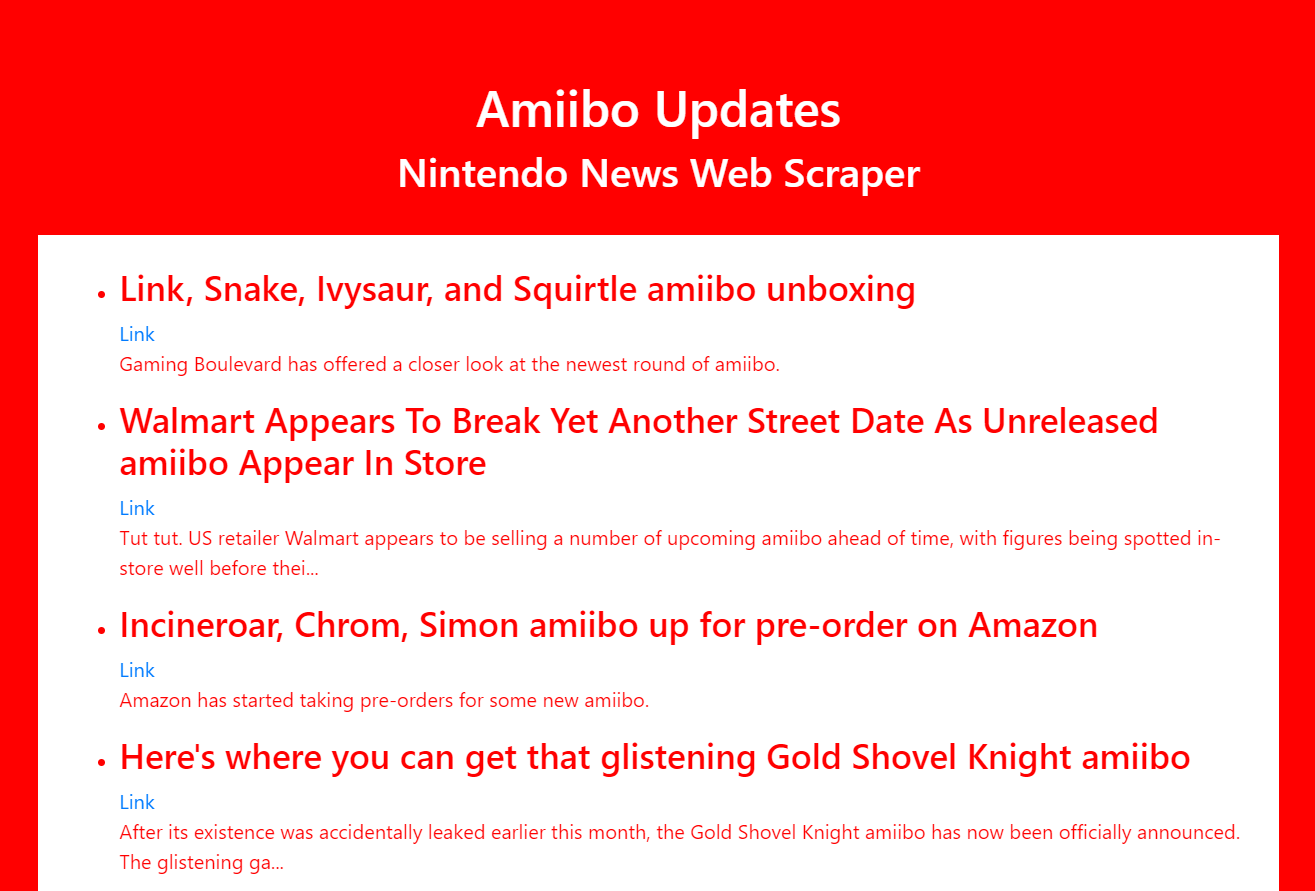 Amiibo Updates
Nintendo News Web Scraper
Link, Snake, Ivysaur, and Squirtle amiibo unboxing
Link
Gaming Boulevard has offered a closer look at the newest round of amiibo.
Walmart Appears To Break Yet Another Street Date As Unreleased
amiibo Appear In Store
Link
Tut tut. US retailer Walmart appears to be selling a number of upcoming amiibo ahead of time, with figures being spotted in-
store well before thei...
Incineroar, Chrom, Simon amiibo up for pre-order on Amazon
Link
Amazon has started taking pre-orders for some new amiibo.
Here's where you can get that glistening Gold Shovel Knight amiibo
Link
After its existence was accidentally leaked earlier this month, the Gold Shovel Knight amiibo has now been officially announced.
The glistening ga...